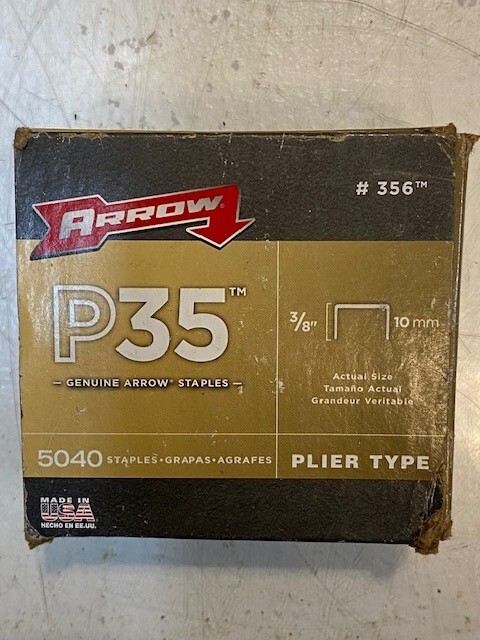 ARROW®
# 356™
P35™
GENUINE ARROW® STAPLES
3/8"
10 mm
Actual Size
Tamaño Actual
Grandeur Veritable
5040 STAPLES•GRAPAS•AGRAFES
PLIER TYPE
MADE IN
USA
HECHO EN EE.UU.